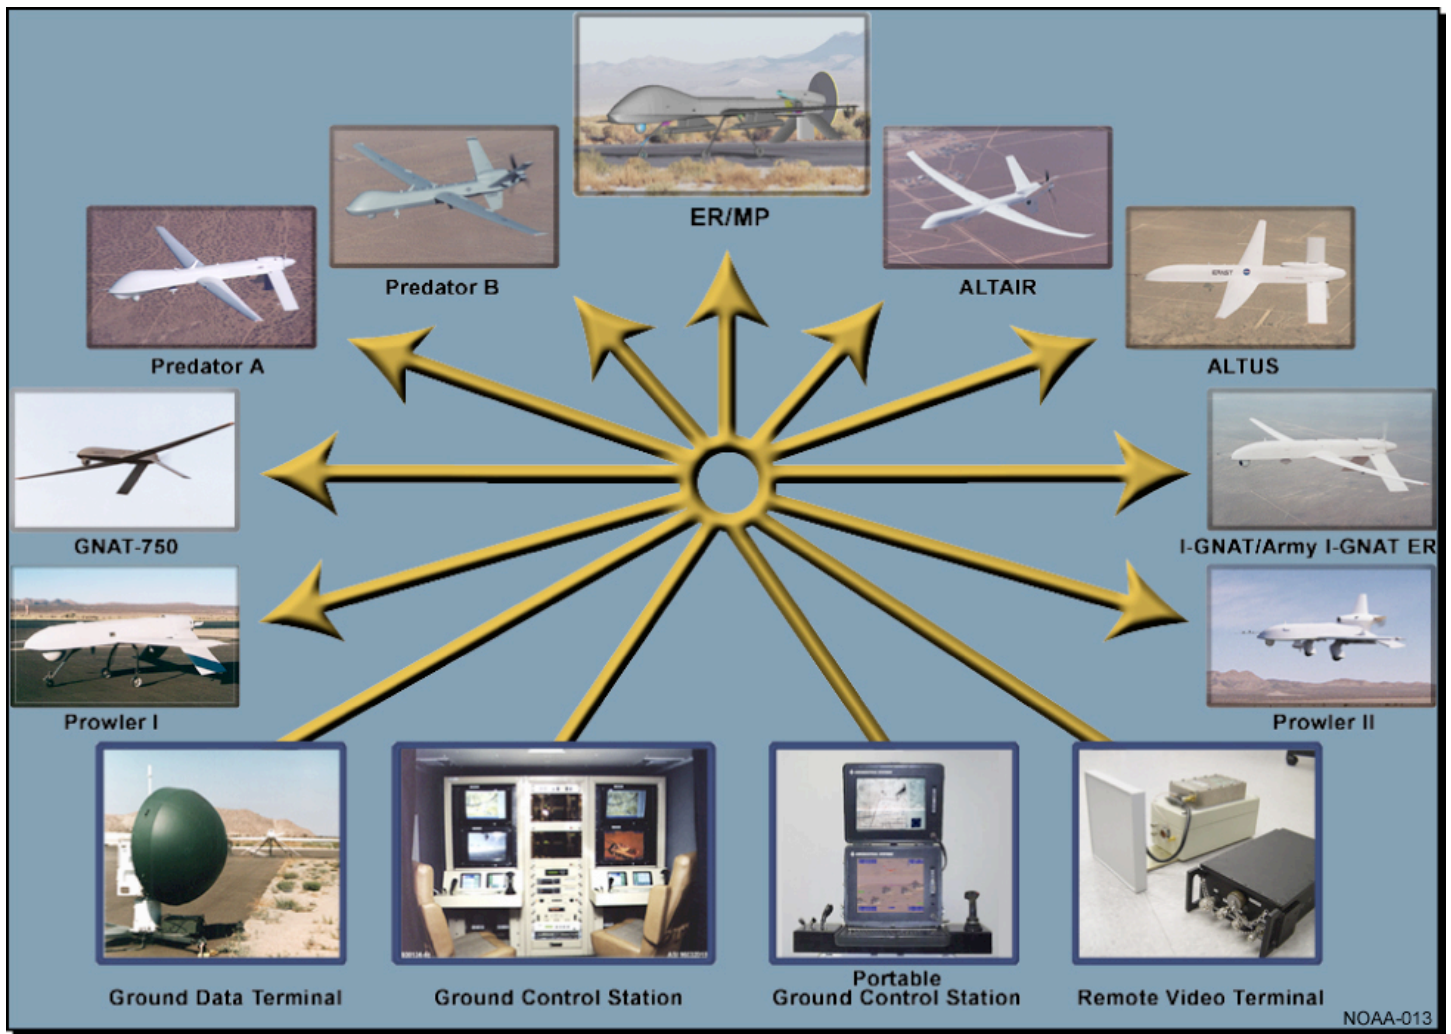 ER/MP
Predator B
ALTAIR
Predator A
ALTUS
GNAT-750
I-GNAT/Army I-GNAT ER
Prowler I
Prowler II
Ground Data Terminal
Ground Control Station
Portable
Ground Control Station
Remote Video Terminal
NOAA-013